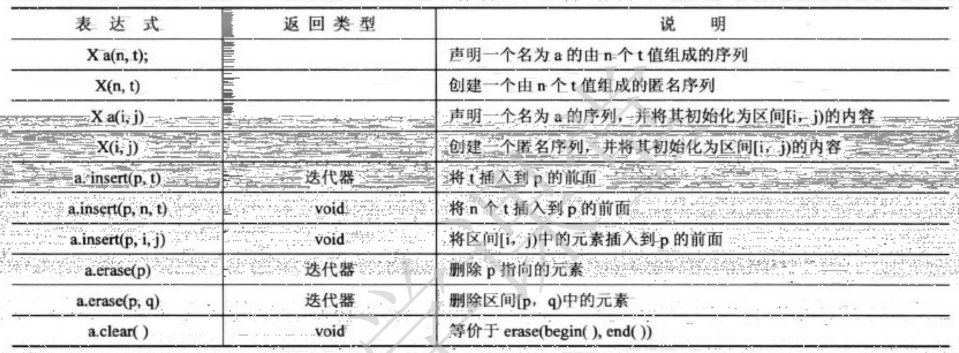 表 达 式 返 回 类 型 说 明
X a(n, t); 声明一个名为 a 的由 n 个 t 值组成的序列
X(n, t) 创建一个由 n 个 t 值组成的匿名序列
X a(i, j) 声明一个名为 a 的序列，并将其初始化为区间[i，j)的内容
X(i, j) 创建一个匿名序列，并将其初始化为区间[i，j)的内容
a. insert(p, t) 迭代器 将 t 插入到 p 的前面
a.insert(p, n, t) void 将 n 个 t 插入到 p 的前面
a.insert(p, i, j) void 将区间[i，j)中的元素插入到 p 的前面
a.erase(p) 迭代器 删除 p 指向的元素
a.erase(p, q) 迭代器 删除区间[p，q)中的元素
a.clear( ) void 等价于 erase(begin( ), end( ))